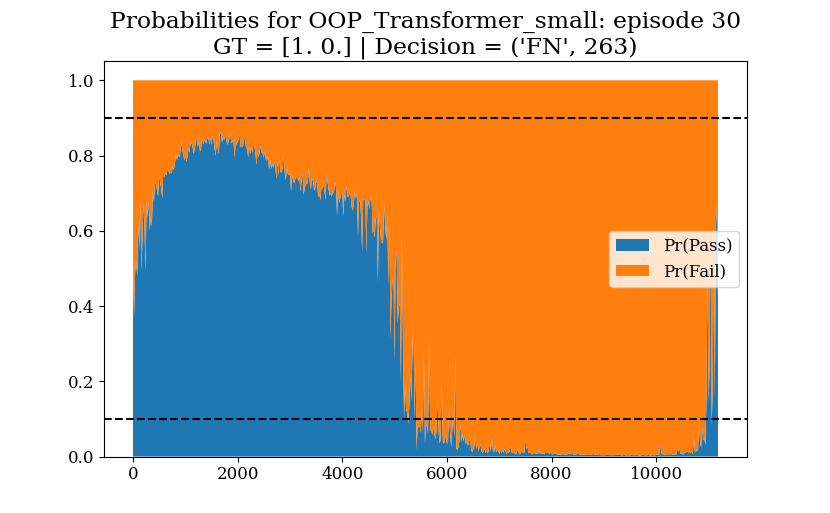 Probabilities for OOP_Transformer_small: episode 30
GT = [1. 0.] | Decision = ('FN', 263)
1.0
0.8
0.6
0.4
0.2
0.0
Pr(Pass)
Pr(Fail)
0 2000 4000 6000 8000 10000